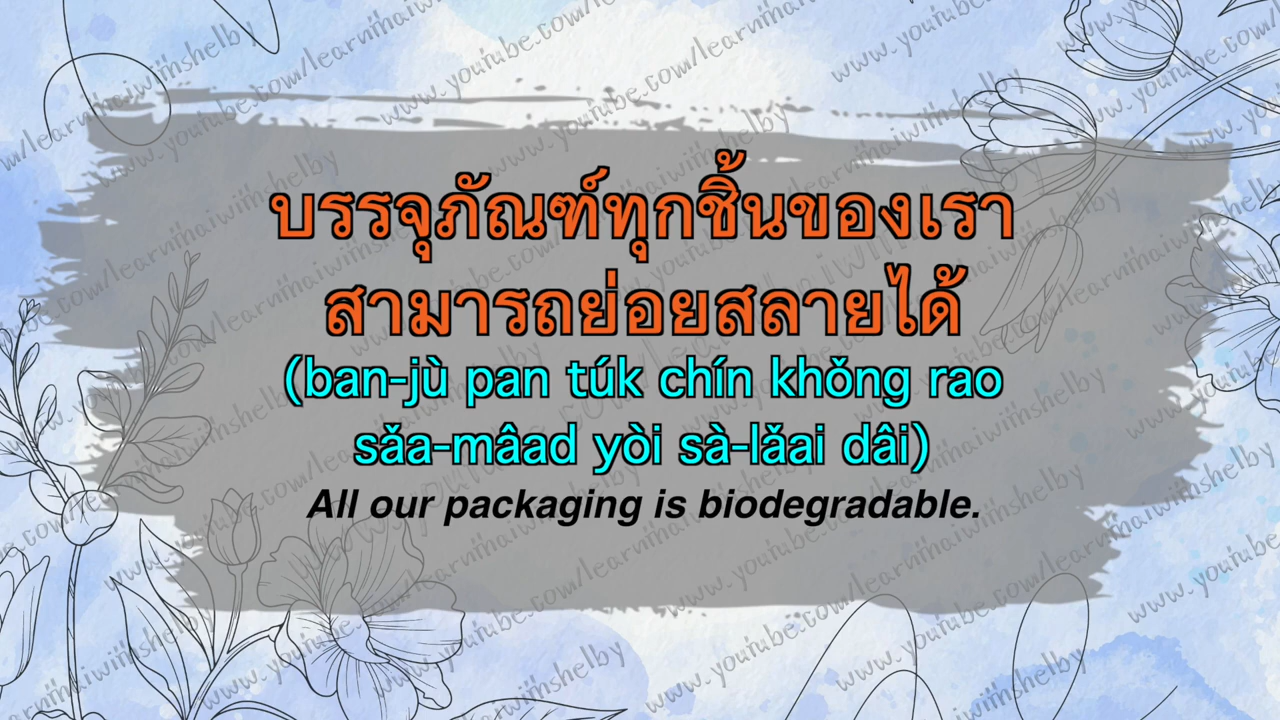 บรรจุภัณฑ์ทุกชิ้นของเรา
สามารถย่อยสลายได้
(ban-jù pan túk chín khǒng rao
sǎa-mâad yòi sà-lǎai dâi)
All our packaging is biodegradable.
www.youtube.com/learnthaiwithshelby